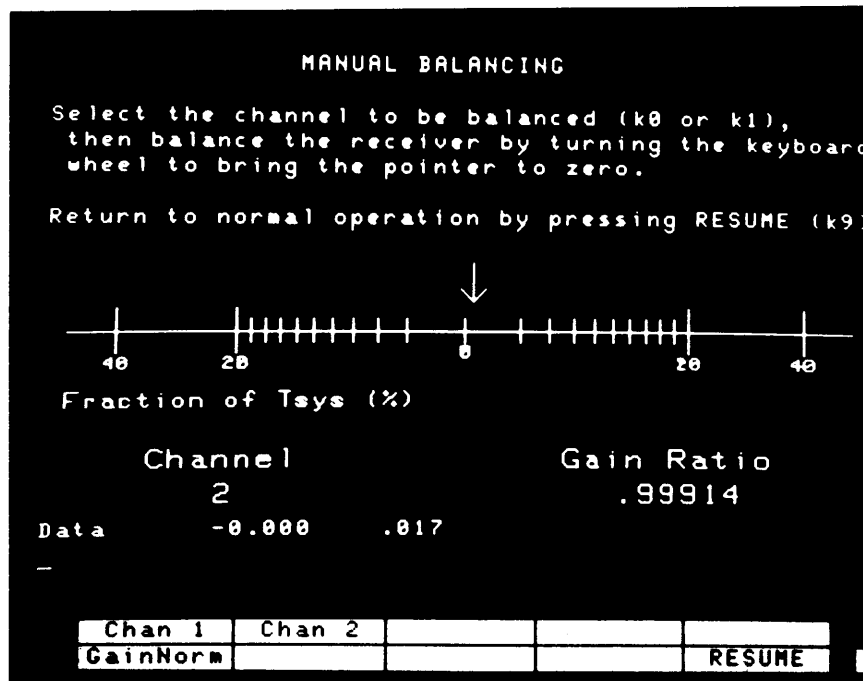 MANUAL BALANCING
Select the channel to be balanced (k0 or k1),
then balance the receiver by turning the keyboard
wheel to bring the pointer to zero.
Return to normal operation by pressing RESUME (k9)
40 20 0 20 40
Fraction of Tsys (%)
Channel Gain Ratio
2 .99914
Data -0.000 .017
_
Chan 1 Chan 2
GainNorm RESUME